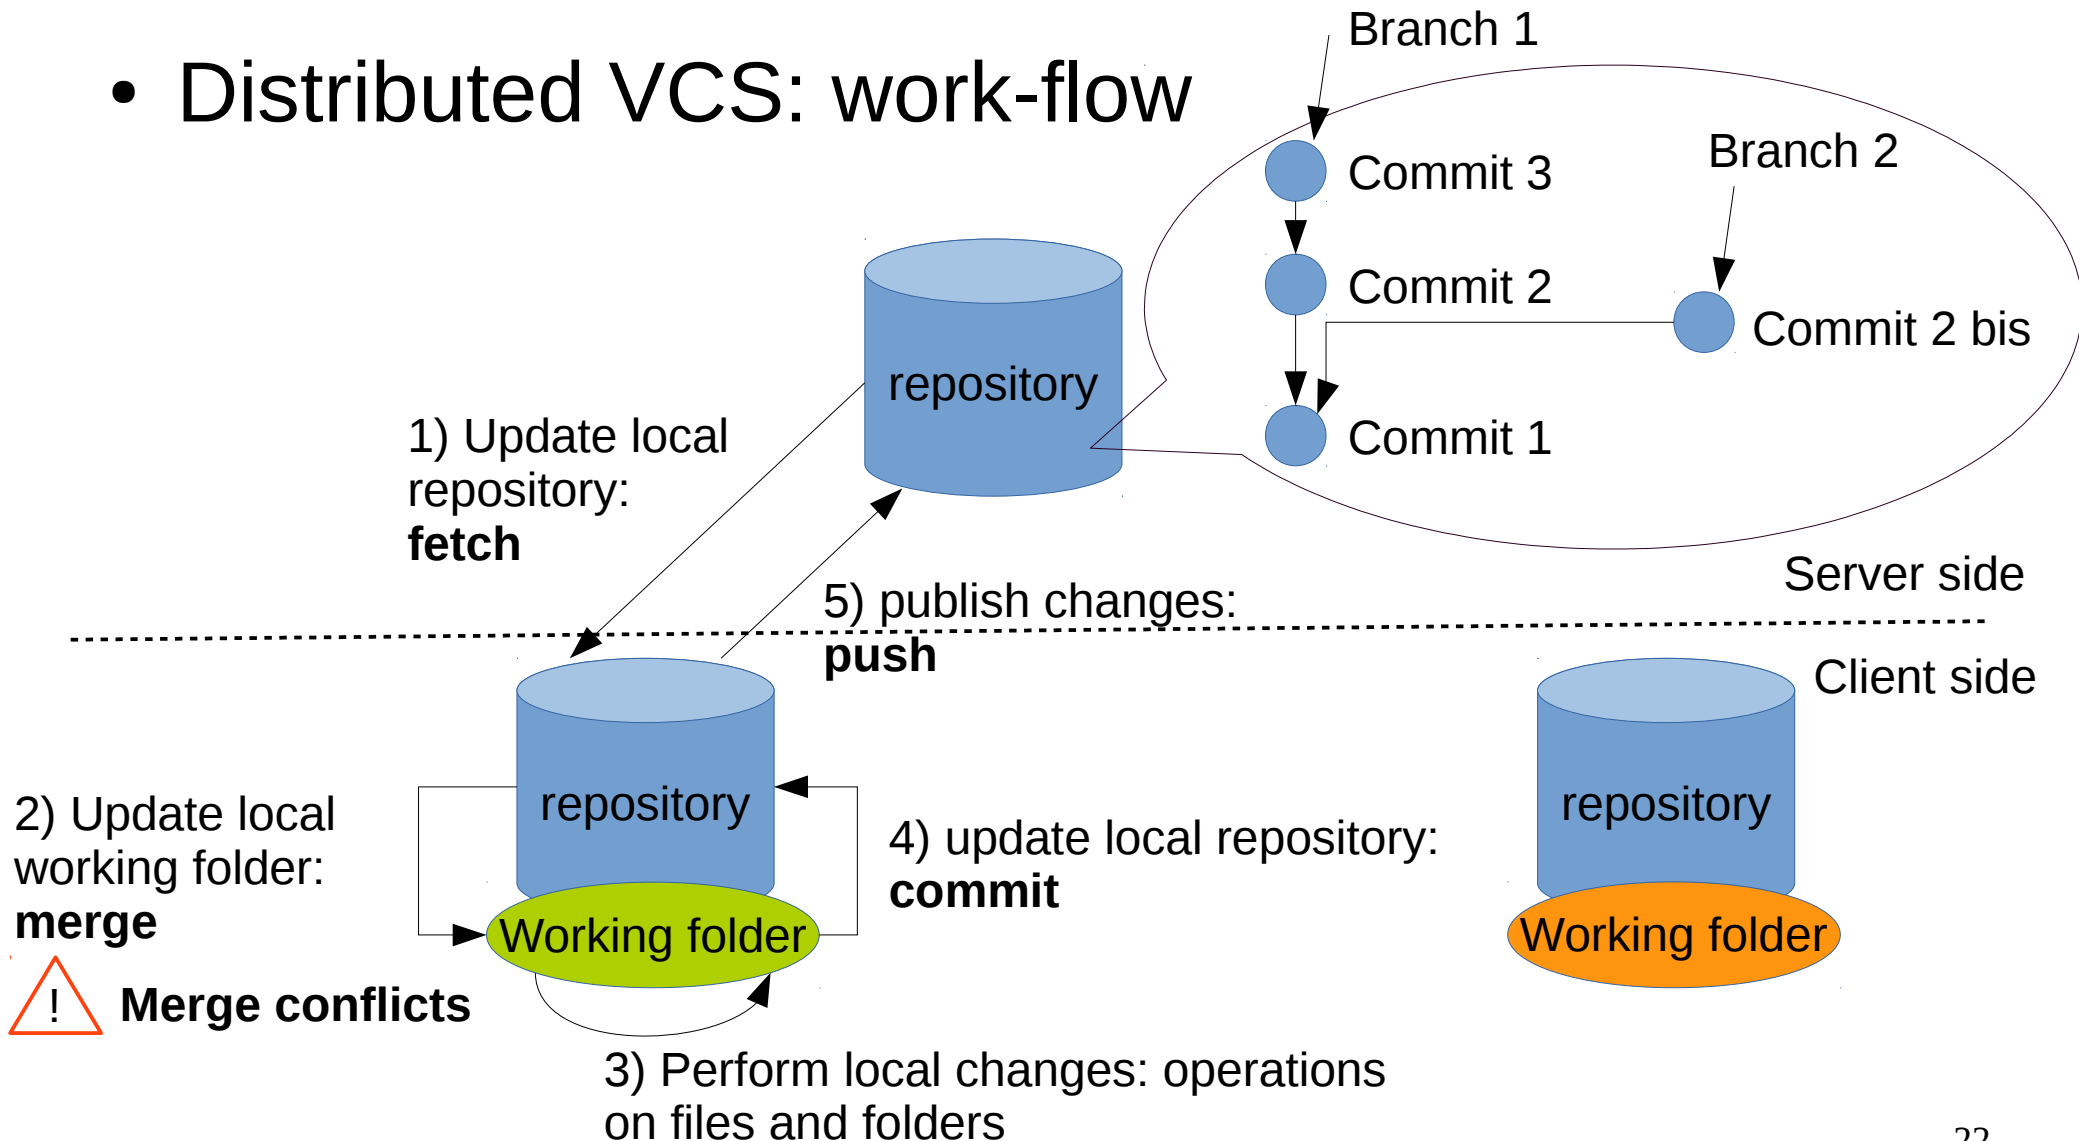 • Distributed VCS: work-flow
Branch 1
Commit 3
Branch 2
Commit 2
Commit 2 bis
Commit 1
repository
1) Update local
repository:
fetch
5) publish changes:
push
Server side
Client side
repository
2) Update local
working folder:
merge
! Merge conflicts
Working folder
4) update local repository:
commit
3) Perform local changes: operations
on files and folders
repository
Working folder
22